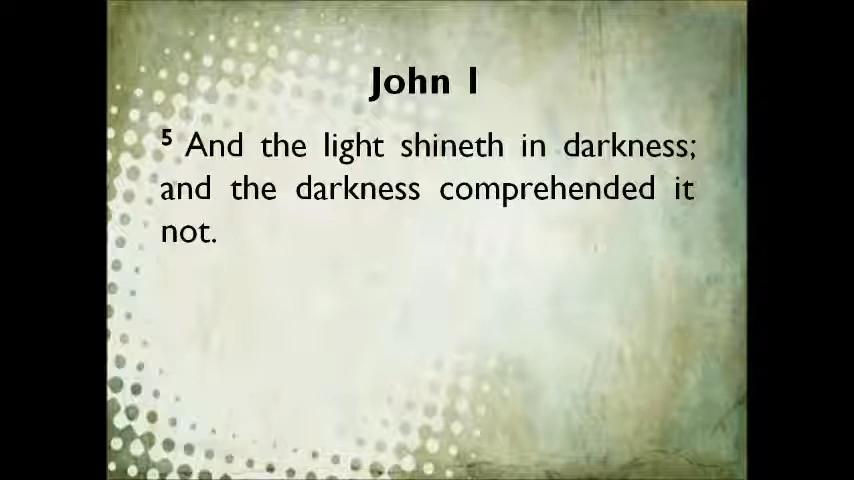 John 1
5 And the light shineth in darkness;
and the darkness comprehended it
not.